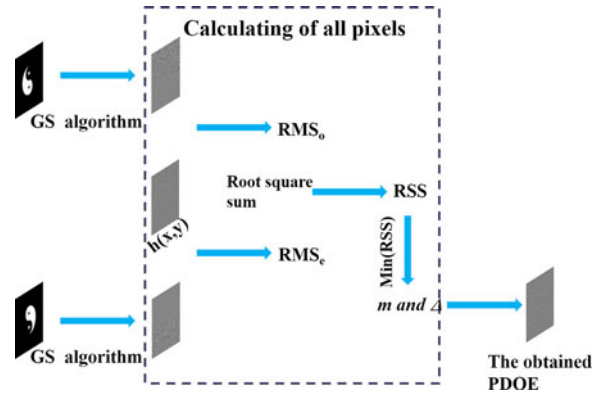 Calculating of all pixels
GS algorithm
RMSₒ
Root square
sum
RSS
h(x,y)
Min(RSS)
RMSₑ
m and Δ
GS algorithm
The obtained
PDOE